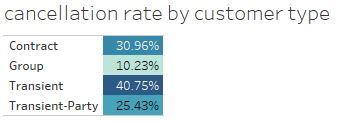 cancellation rate by customer type
Contract 30.96%
Group 10.23%
Transient 40.75%
Transient-Party 25.43%